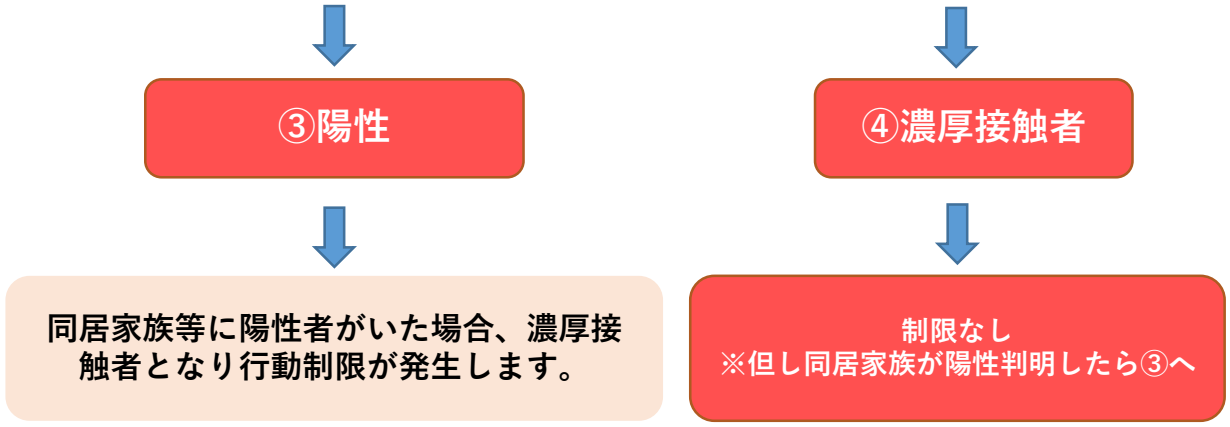 ③陽性
④濃厚接触者
同居家族等に陽性者がいた場合、濃厚接
触者となり行動制限が発生します。
制限なし
※但し同居家族が陽性判明したら③へ